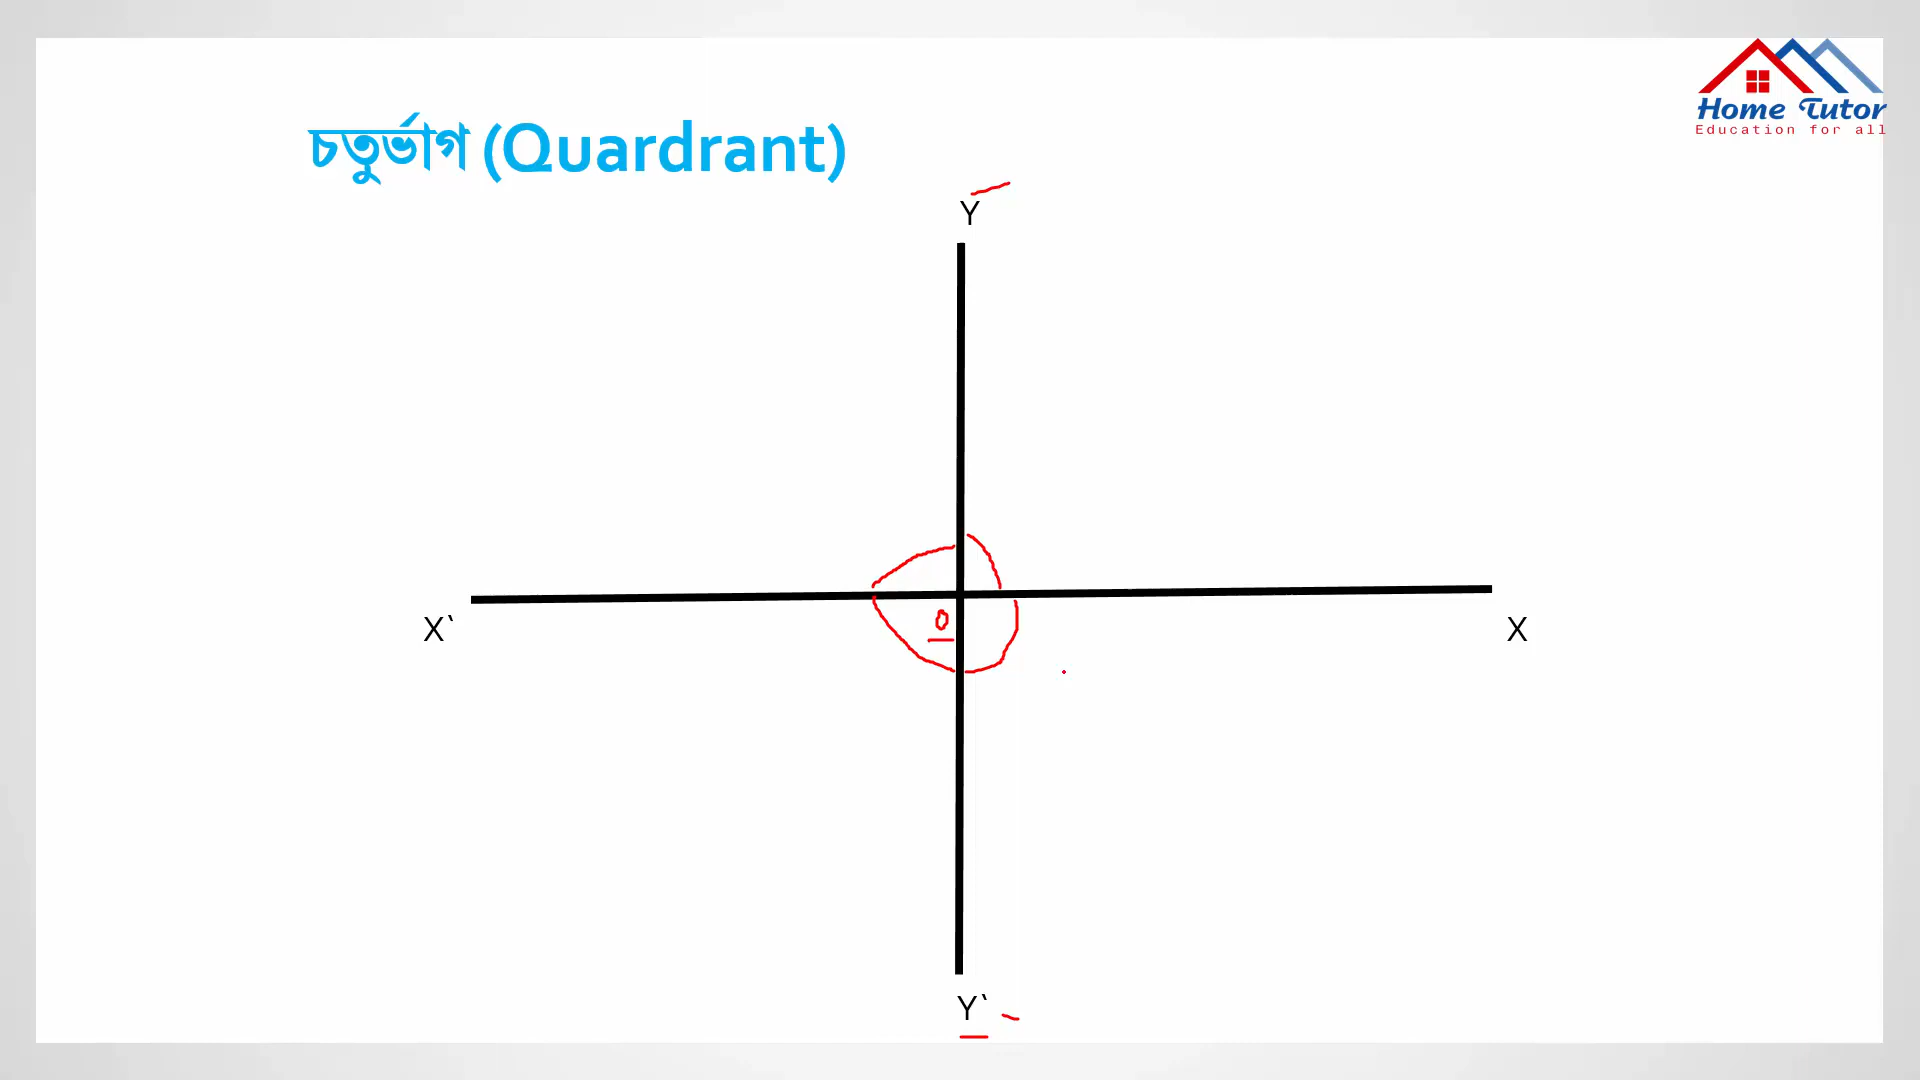 Home Tutor
Education for all
চতুর্ভাগ (Quardrant)
Y
X`
O
X
Y`